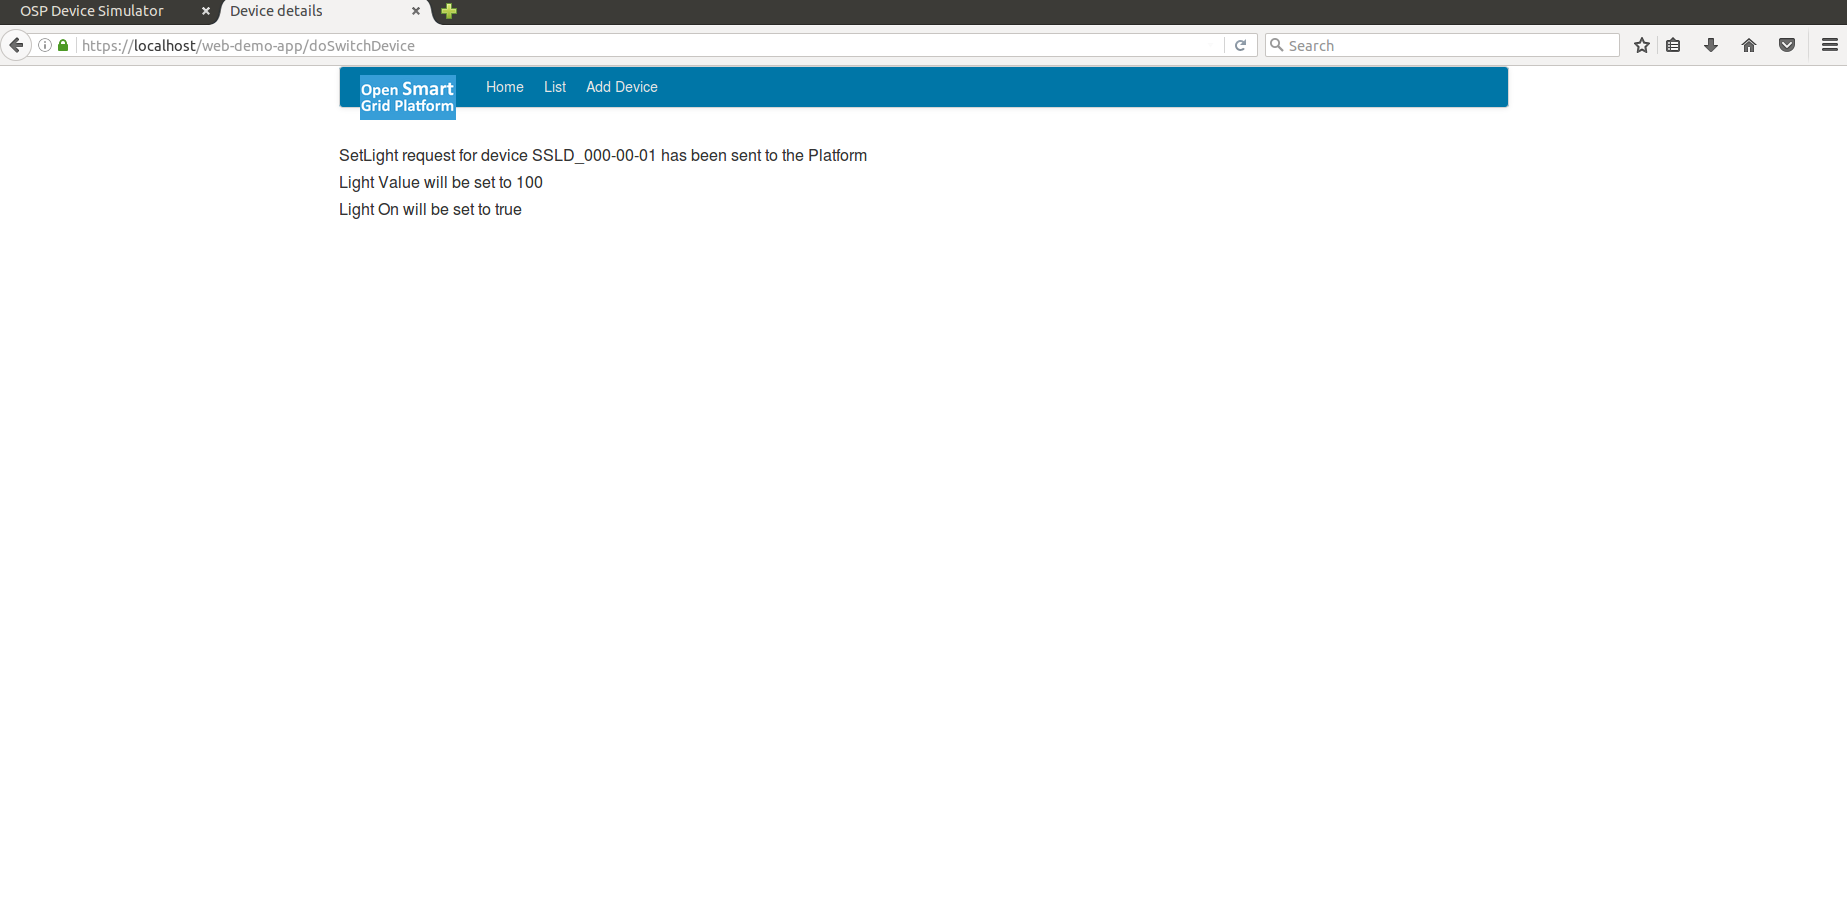 OSP Device Simulator
Device details
https://localhost/web-demo-app/doSwitchDevice
Search
Open Smart
Grid Platform
Home List Add Device
SetLight request for device SSLD_000-00-01 has been sent to the Platform
Light Value will be set to 100
Light On will be set to true